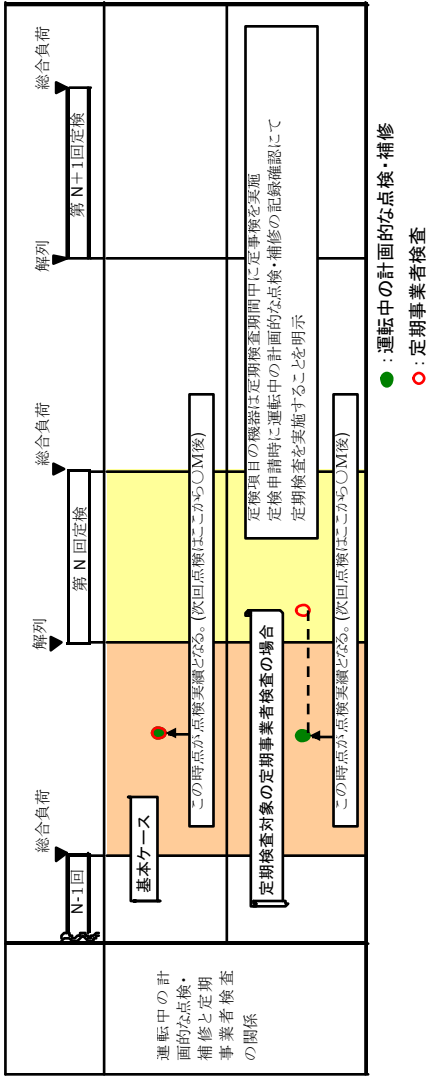 総合負荷
解列
総合負荷
解列
総合負荷
N-1回
第 N 回定検
第 N＋1回定検
運転中の計
画的な点検・
補修と定期
事業者検査
の関係
基本ケース
この時点が点検実績となる。(次回点検はここから〇M後)
定期検査対象の定期事業者検査の場合
定検項目の機器は定期検査期間中に定事検を実施
定検申請時に運転中の計画的な点検・補修の記録確認にて
定期検査を実施することを明示
この時点が点検実績となる。(次回点検はここから〇M後)
：運転中の計画的な点検・補修
：定期事業者検査